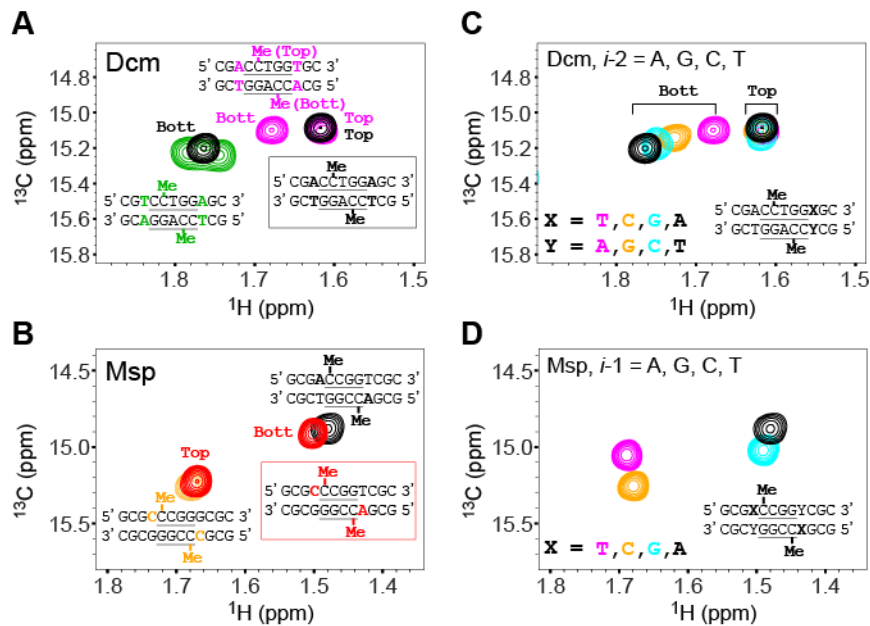 A
Dcm
Me(Top)
5' CGACCTGGTGC 3'
3' GCTGGACCACG 5'
Me(Bott)
Bott
Bott
Top
Top
Me
5' CGTCCTGGAGC 3'
3' GCAGGACCTCG 5'
Me
Me
5' CGACCTGGAGC 3'
3' GCTGGACCTCG 5'
Me
14.8
15.0
15.2
15.4
15.6
15.8
13C (ppm)
1.8
1.7
1.6
1.5
1H (ppm)
C
Dcm, i-2 = A, G, C, T
Bott
Top
Me
5' CGACCTGGXGC 3'
3' GCTGGACCYCG 5'
Me
X = T,C,G,A
Y = A,G,C,T
14.8
15.0
15.2
15.4
15.6
15.8
13C (ppm)
1.8
1.7
1.6
1.5
1H (ppm)
B
Msp
Me
5' GCGACCGGTCGC 3'
3' CGCTGGCCAGCG 5'
Me
Bott
Top
Me
5' GCGCCCGGTCGC 3'
3' CGCGGGCCAGCG 5'
Me
Me
5' GCGCCCGGGCGC 3'
3' CGCGGGCCCGCG 5'
Me
14.5
15.0
15.5
13C (ppm)
1.8
1.7
1.6
1.5
1.4
1H (ppm)
D
Msp, i-1 = A, G, C, T
Me
5' GCGXCCGGYCGC 3'
3' CGCYGGCCXGCG 5'
Me
X = T,C,G,A
14.5
15.0
15.5
13C (ppm)
1.8
1.7
1.6
1.5
1.4
1H (ppm)